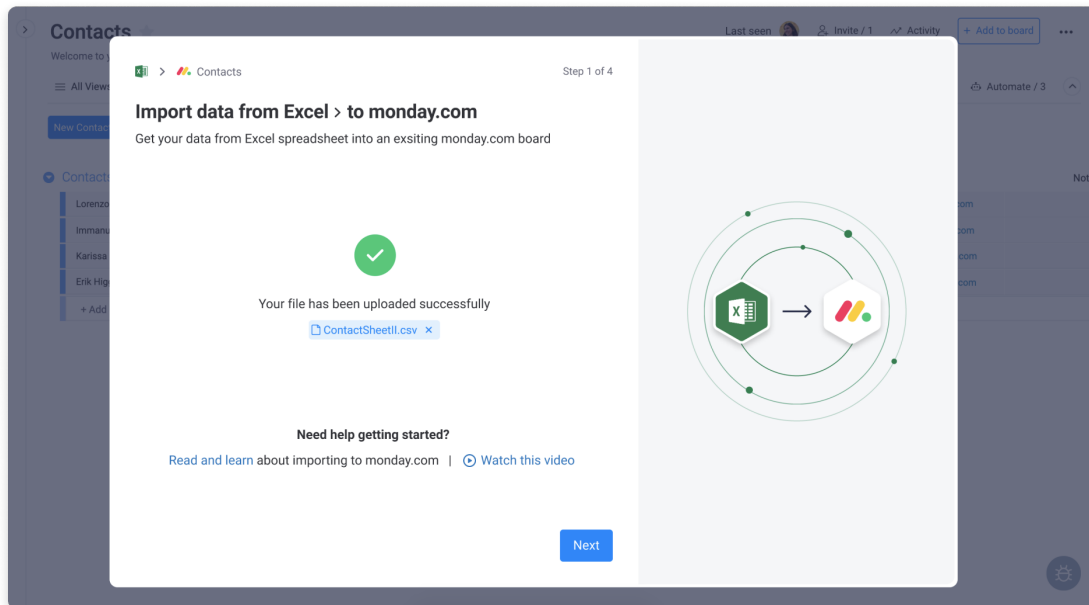 Contacts
Last seen
Invite / 1
Activity
+ Add to board
Welcome to
All Views
Automate / 3
New Contact
Contacts
Lorenzo
Immanu
Karissa
Erik Hig
+ Add
Not
com
com
com
com
Contacts
Step 1 of 4
Import data from Excel > to monday.com
Get your data from Excel spreadsheet into an exsiting monday.com board
Your file has been uploaded successfully
ContactSheetII.csv ×
Need help getting started?
Read and learn about importing to monday.com | Watch this video
Next
X